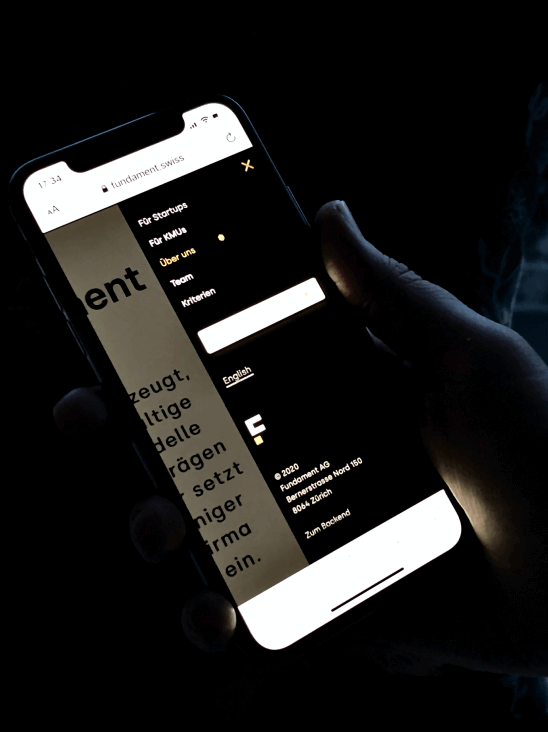 17:34
AA
fundament.swiss
ent
zeugt,
ltige
delle
rägen
setzt
niger
irma
ein.
Für Startups
Für KMUs
Über uns
Team
Kriterien
English
© 2020
Fundament AG
Bernerstrasse Nord 150
8064 Zürich
Zum Backend